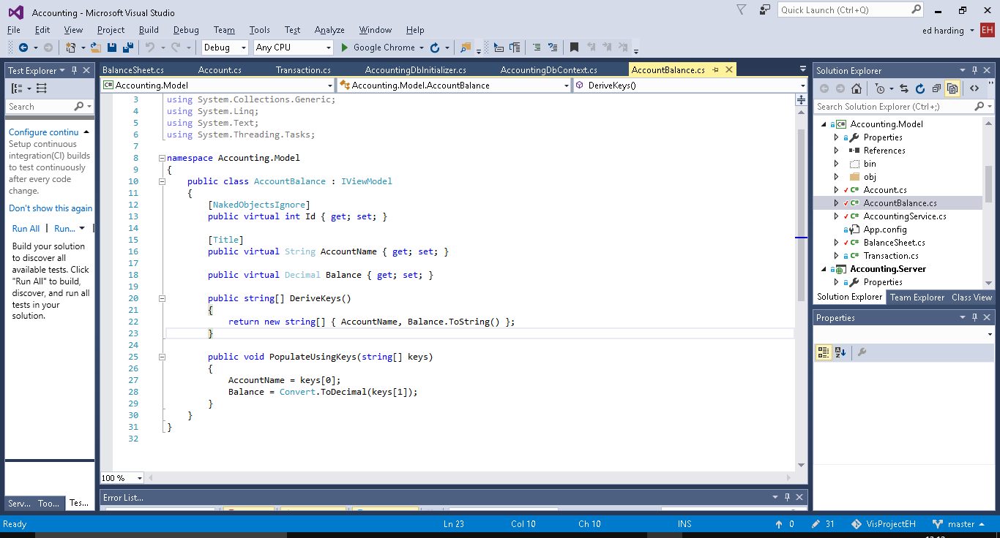 Accounting - Microsoft Visual Studio
Quick Launch (Ctrl+Q)
File Edit View Project Build Debug Team Tools Test Analyze Window Help
ed harding EH
Debug Any CPU Google Chrome
Test Explorer
Search
Configure continu
Setup continuous
integration(CI) builds
to test continuously
after every code
change.
Don't show this again
Run All | Run... |
Build your solution
to discover all
available tests. Click
"Run All" to build,
discover, and run all
tests in your
solution.
Serv... Too... Tes...
BalanceSheet.cs Account.cs Transaction.cs AccountingDbInitializer.cs AccountingDbContext.cs AccountBalance.cs
C# Accounting.Model Accounting.Model.AccountBalance DeriveKeys()
3 using System.Collections.Generic;
4 using System.Linq;
5 using System.Text;
6 using System.Threading.Tasks;
7
8 namespace Accounting.Model
9 {
10 public class AccountBalance : IViewModel
11 {
12 [NakedObjectsIgnore]
13 public virtual int Id { get; set; }
14
15 [Title]
16 public virtual String AccountName { get; set; }
17
18 public virtual Decimal Balance { get; set; }
19
20 public string[] DeriveKeys()
21 {
22 return new string[] { AccountName, Balance.ToString() };
23 }
24
25 public void PopulateUsingKeys(string[] keys)
26 {
27 AccountName = keys[0];
28 Balance = Convert.ToDecimal(keys[1]);
29 }
30 }
31 }
32
100 %
Error List...
Solution Explorer
Search Solution Explorer (Ctrl+;)
C# Accounting.Model
Properties
References
bin
obj
C# Account.cs
C# AccountBalance.cs
C# AccountingService.cs
App.config
C# BalanceSheet.cs
C# Transaction.cs
Accounting.Server
Properties
Solution Explorer Team Explorer Class View
Properties
Ready Ln 23 Col 10 Ch 10 INS 0 31 VisProjectEH master